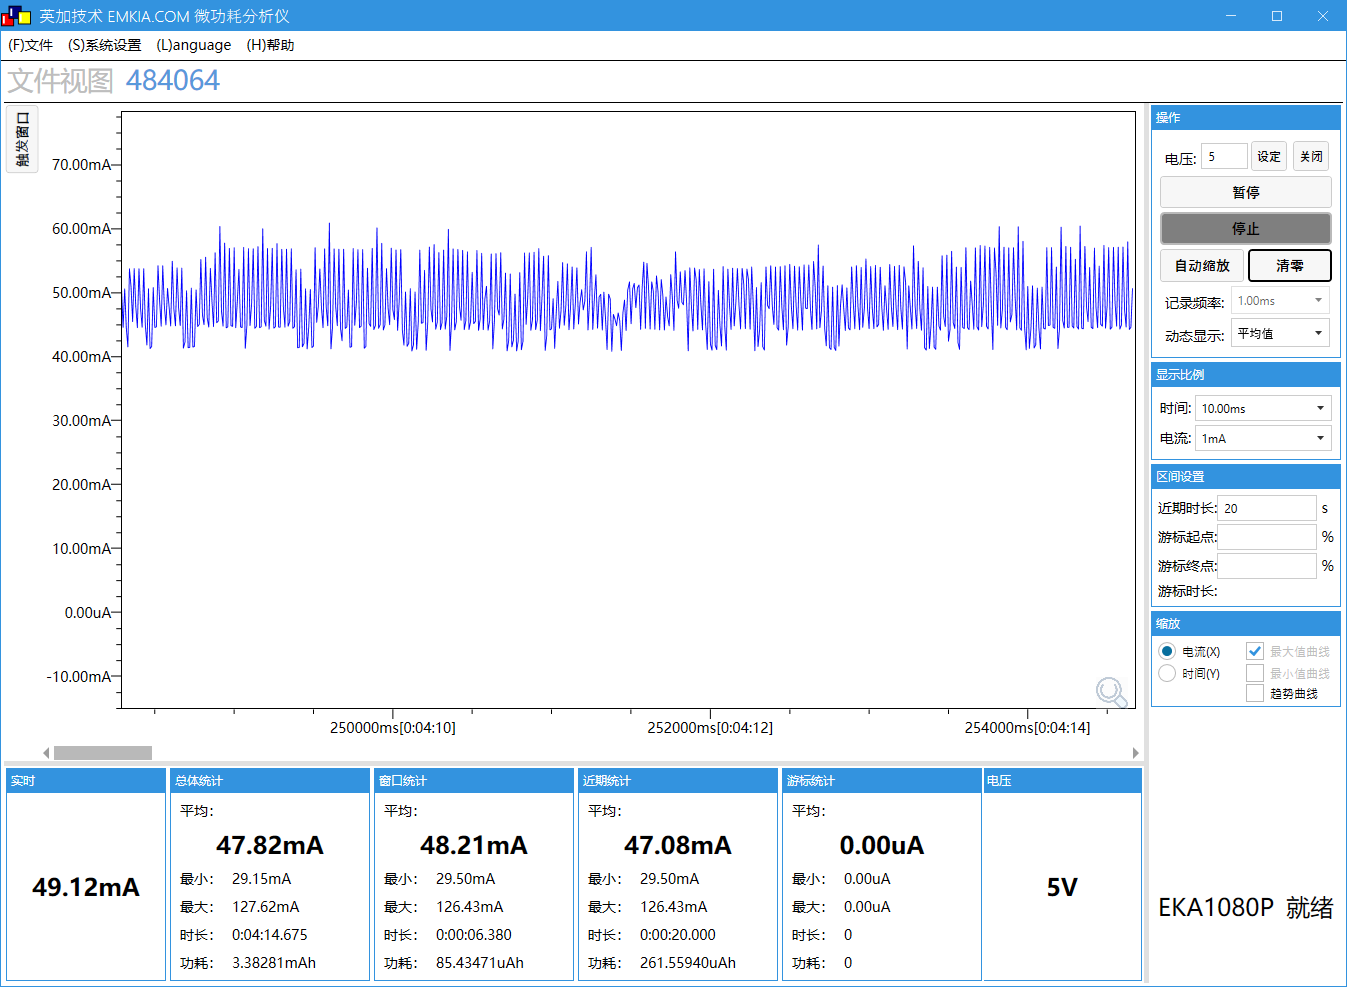 英加技术 EMKIA.COM 微功耗分析仪
(F)文件 (S)系统设置 (L)anguage (H)帮助
文件视图 484064
触发窗口
70.00mA
60.00mA
50.00mA
40.00mA
30.00mA
20.00mA
10.00mA
0.00uA
-10.00mA
250000ms[0:04:10] 252000ms[0:04:12] 254000ms[0:04:14]
操作
电压: 5 设定 关闭
暂停
停止
自动缩放 清零
记录频率: 1.00ms
动态显示: 平均值
显示比例
时间: 10.00ms
电流: 1mA
区间设置
近期时长: 20 s
游标起点: %
游标终点: %
游标时长:
缩放
电流(X) 最大值曲线
时间(Y) 最小值曲线
趋势曲线
实时
49.12mA
总体统计
平均:
47.82mA
最小: 29.15mA
最大: 127.62mA
时长: 0:04:14.675
功耗: 3.38281mAh
窗口统计
平均:
48.21mA
最小: 29.50mA
最大: 126.43mA
时长: 0:00:06.380
功耗: 85.43471uAh
近期统计
平均:
47.08mA
最小: 29.50mA
最大: 126.43mA
时长: 0:00:20.000
功耗: 261.55940uAh
游标统计
平均:
0.00uA
最小: 0.00uA
最大: 0.00uA
时长: 0
功耗: 0
电压
5V
EKA1080P 就绪